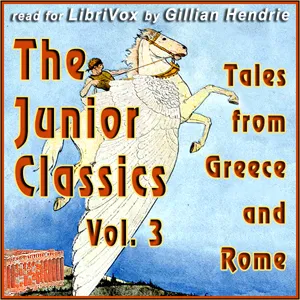 read for LibriVox by Gillian Hendrie
The
Junior
Classics
Vol. 3
Tales
from
Greece
and
Rome